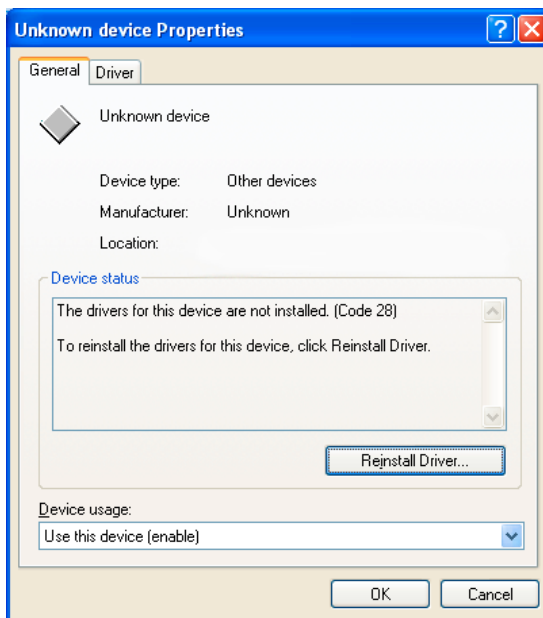 Unknown device Properties
General Driver
Unknown device
Device type: Other devices
Manufacturer: Unknown
Location:
Device status
The drivers for this device are not installed. (Code 28)
To reinstall the drivers for this device, click Reinstall Driver.
Reinstall Driver...
Device usage:
Use this device (enable)
OK Cancel